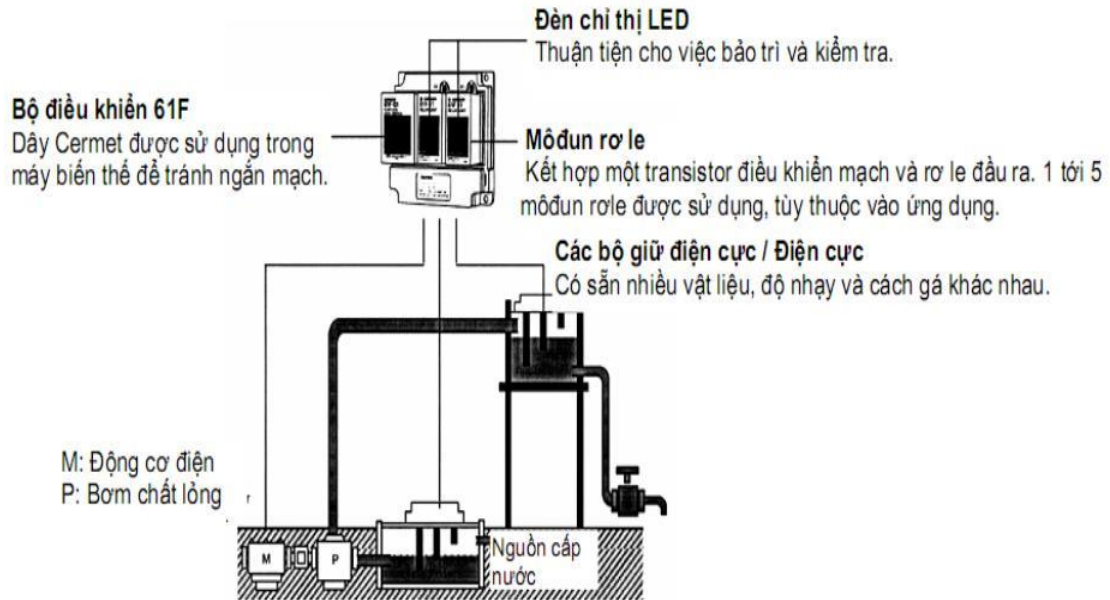 Đèn chỉ thị LED
Thuận tiện cho việc bảo trì và kiểm tra.
Bộ điều khiển 61F
Dây Cermet được sử dụng trong
máy biến thế để tránh ngắn mạch.
Môđun rơ le
Kết hợp một transistor điều khiển mạch và rơ le đầu ra. 1 tới 5
môđun rơle được sử dụng, tùy thuộc vào ứng dụng.
Các bộ giữ điện cực / Điện cực
Có sẵn nhiều vật liệu, độ nhạy và cách gá khác nhau.
M: Động cơ điện
P: Bơm chất lỏng
M
P
Nguồn cấp
nước